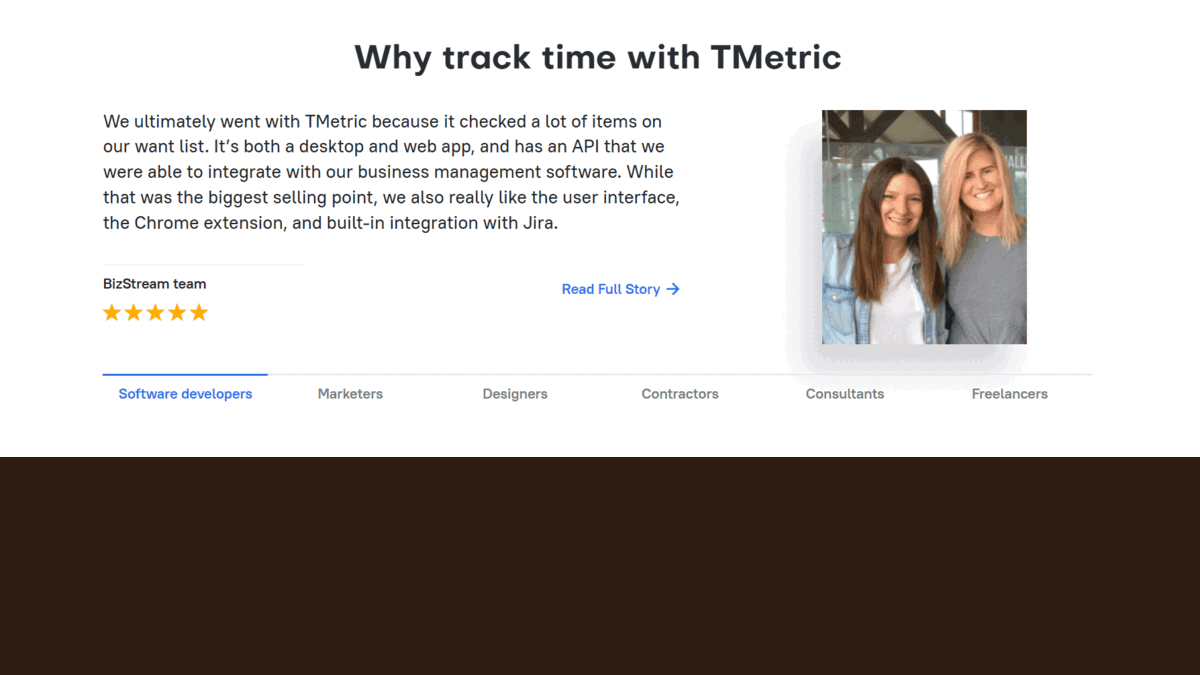 Why track time with TMetric
We ultimately went with TMetric because it checked a lot of items on
our want list. It’s both a desktop and web app, and has an API that we
were able to integrate with our business management software. While
that was the biggest selling point, we also really like the user interface,
the Chrome extension, and built-in integration with Jira.
BizStream team
Read Full Story →
Software developers
Marketers
Designers
Contractors
Consultants
Freelancers